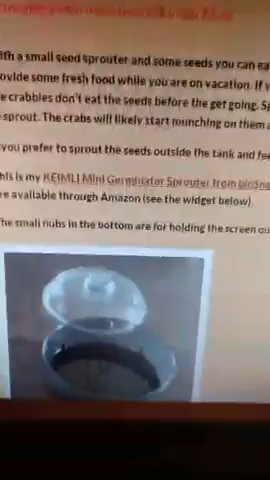 ith a small seed sprouter and some seeds you can ea
ovide some fresh food while you are on vacation. If y
e crabbies don't eat the seeds before the get going. Sp
sprout. The crabs will likely start munching on them a
you prefer to sprout the seeds outside the tank and fee
his is my KEIMLI Mini Germinator Sprouter from
re available through Amazon (see the widget below).
he small nubs in the bottom are for holding the screen ou